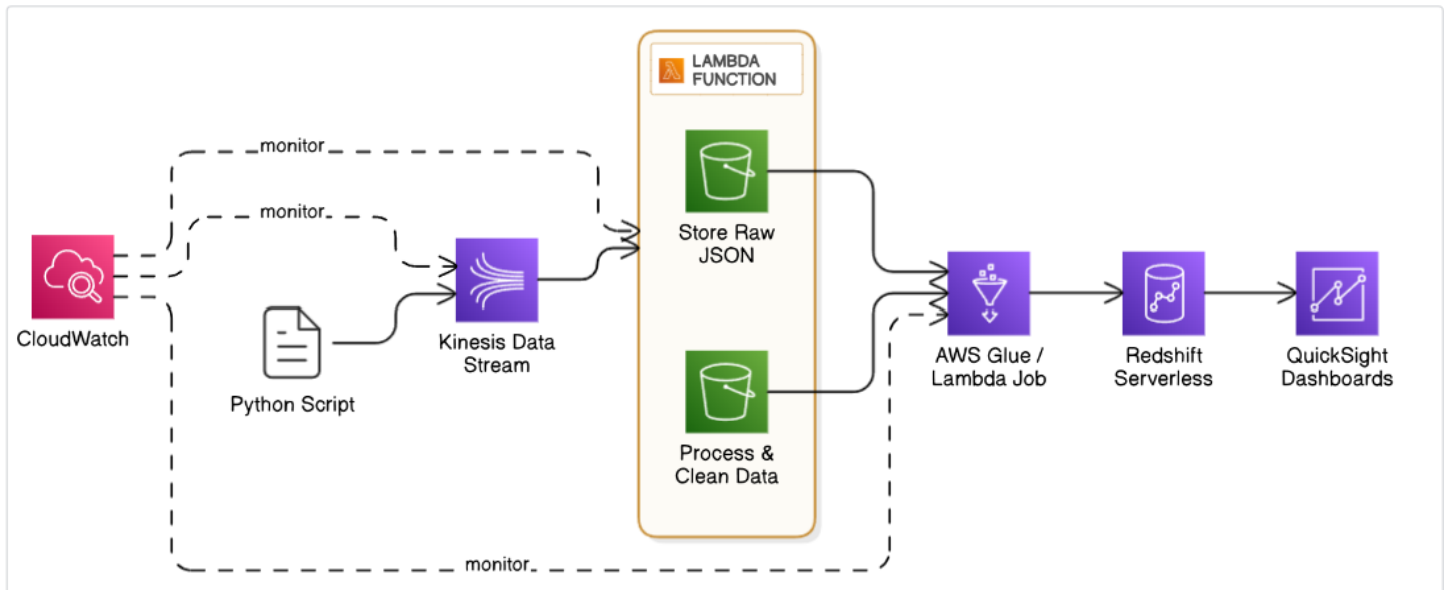 LAMBDA
FUNCTION
monitor
monitor
Store Raw
JSON
CloudWatch
Python Script
Kinesis Data
Stream
AWS Glue /
Lambda Job
Redshift
Serverless
QuickSight
Dashboards
Process &
Clean Data
monitor